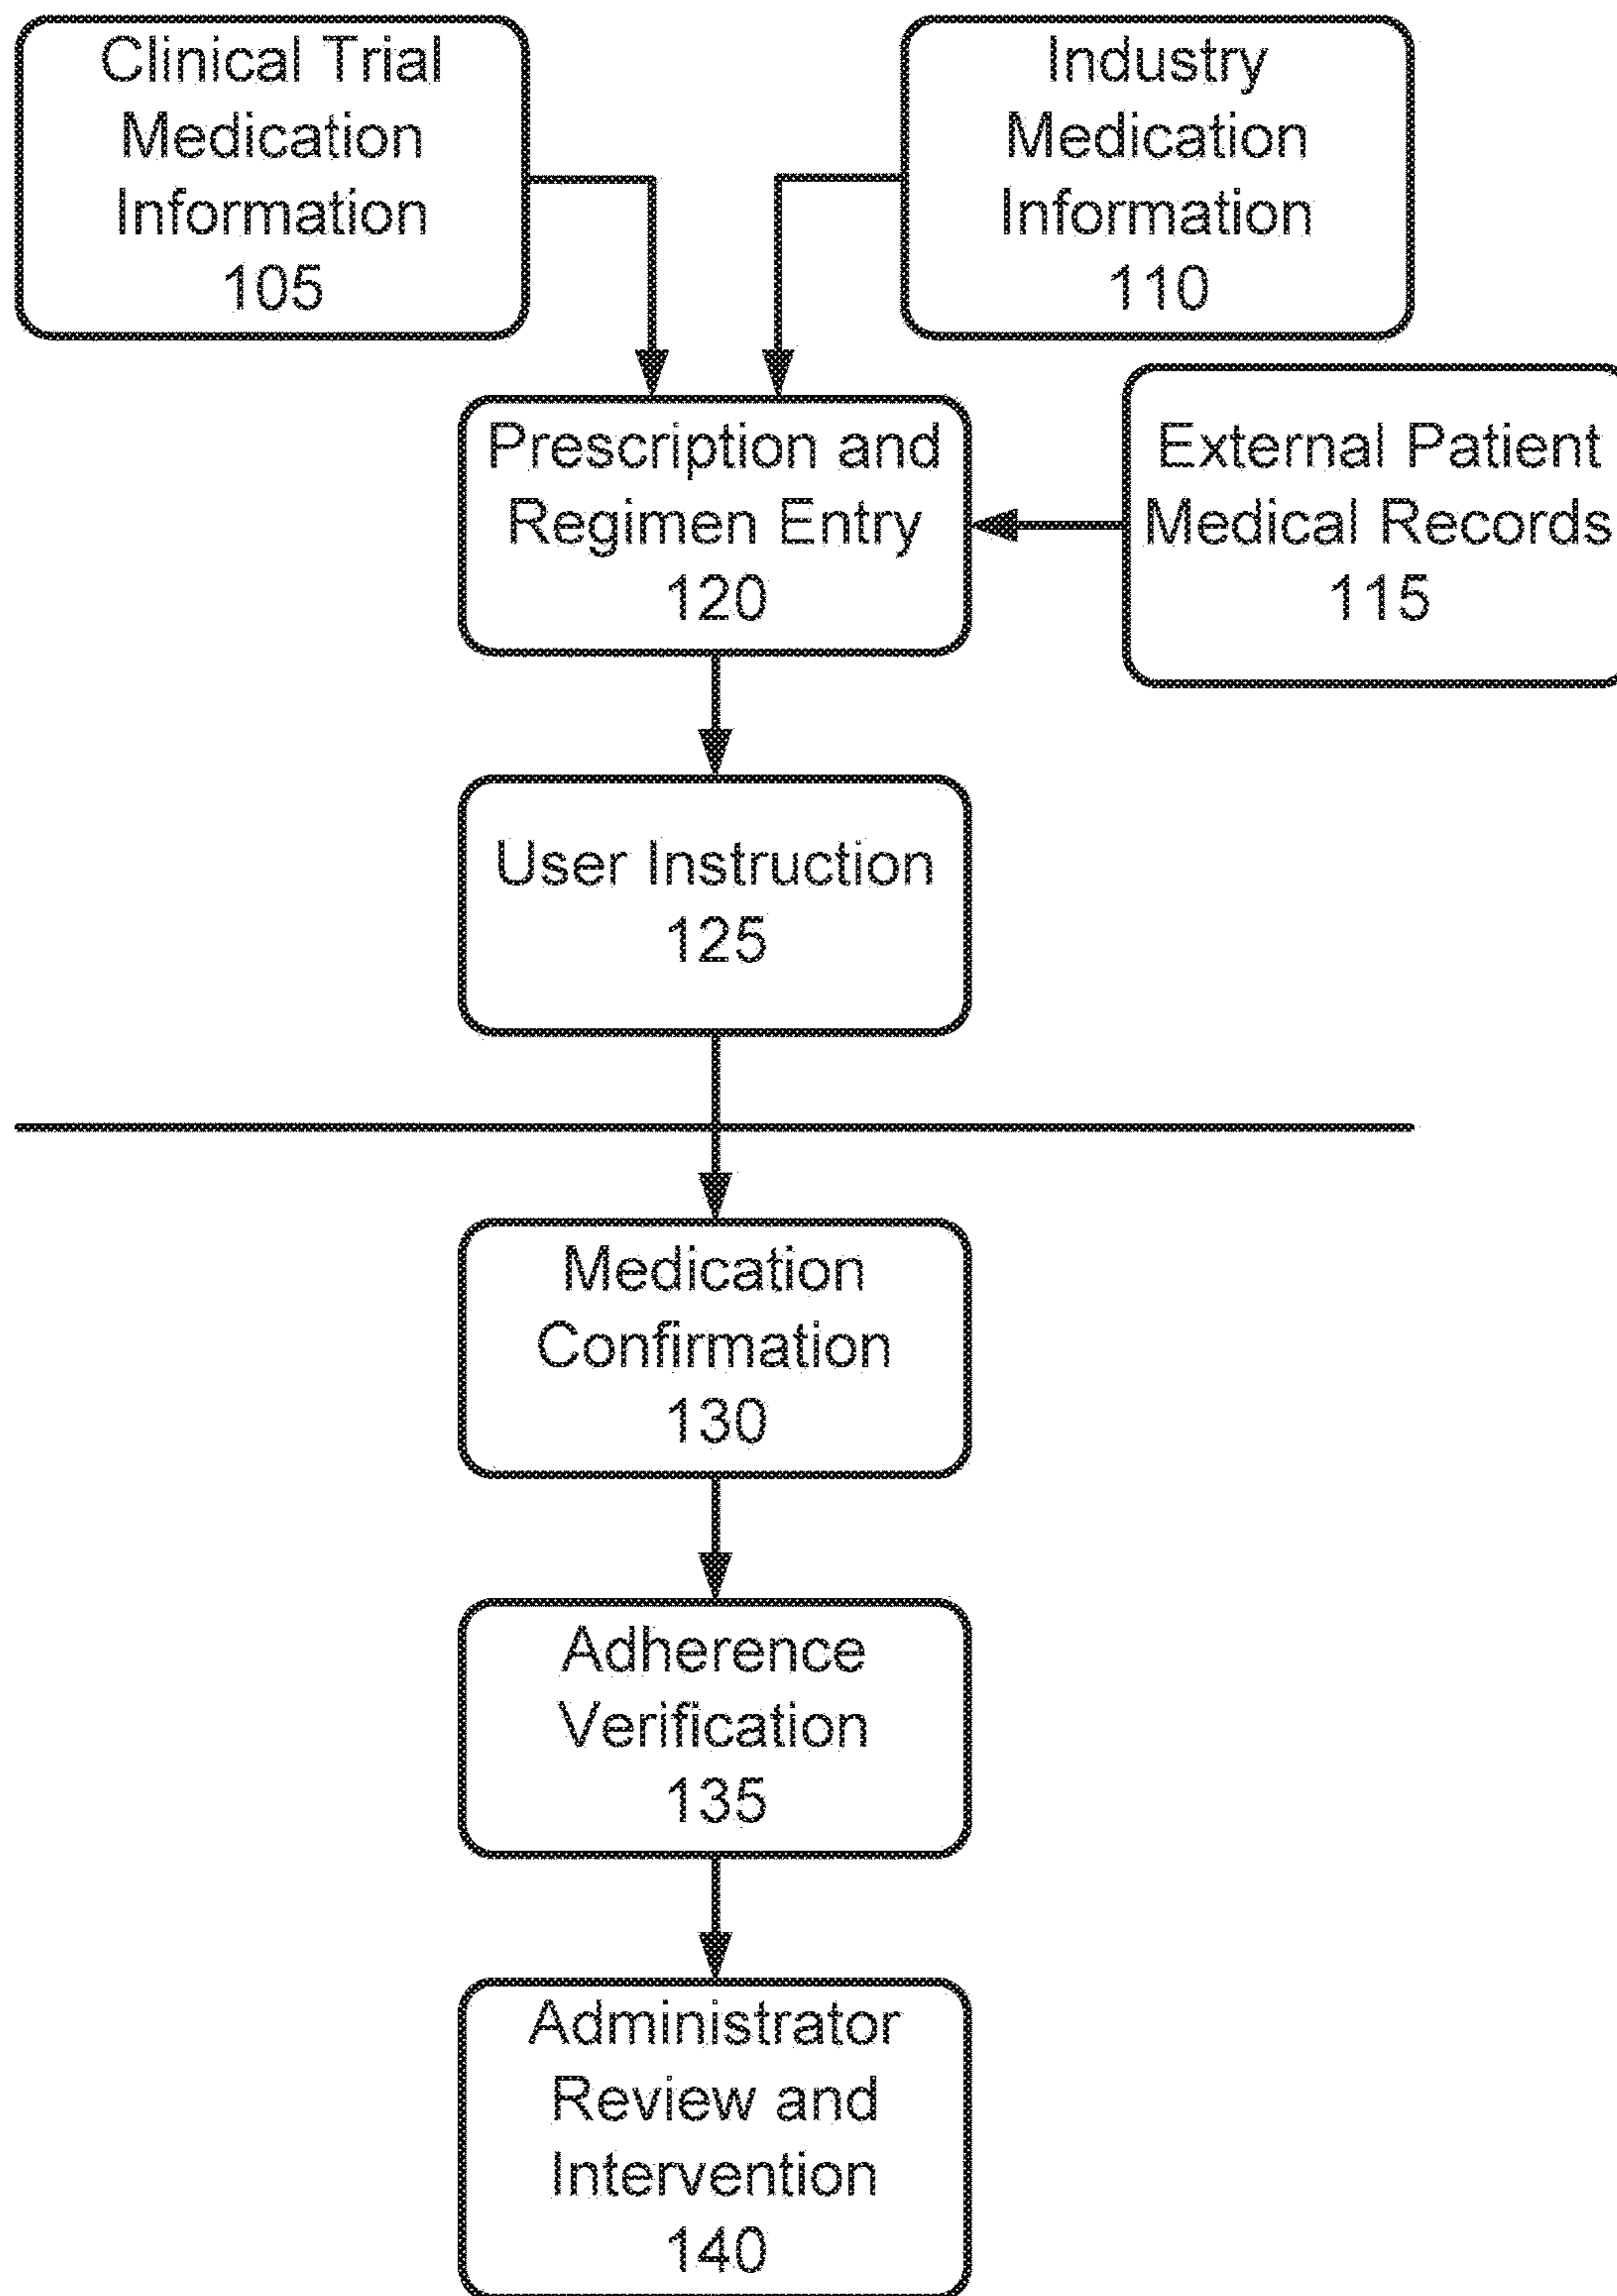 Clinical Trial
Medication
Information
105
Industry
Medication
Information
110
Prescription and
Regimen Entry
120
External Patient
Medical Records
115
User Instruction
125
Medication
Confirmation
130
Adherence
Verification
135
Administrator
Review and
Intervention
140